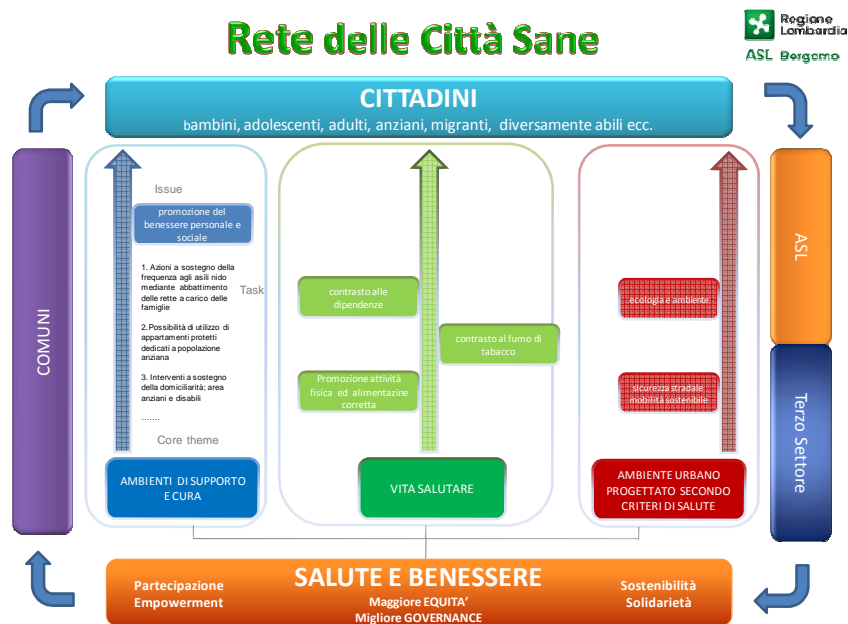 Rete delle Città Sane
Regione
Lombardia
ASL Bergamo
CITTADINI
bambini, adolescenti, adulti, anziani, migranti, diversamente abili ecc.
COMUNI
Issue
promozione del
benessere personale e
sociale
1. Azioni a sostegno della
frequenza agli asili nido
mediante abbattimento
delle rette a carico delle
famiglie
Task
2.Possibilità di utilizzo di
appartamenti protetti
dedicati a popolazione
anziana
3. Interventi a sostegno
della domiciliarità; area
anziani e disabili
.......
Core theme
AMBIENTI DI SUPPORTO
E CURA
contrasto alle
dipendenze
contrasto al fumo di
tabacco
Promozione attività
fisica ed alimentazine
corretta
VITA SALUTARE
ecologia e ambiente
sicurezza stradale
mobilità sostenibile
AMBIENTE URBANO
PROGETTATO SECONDO
CRITERI DI SALUTE
ASL
Terzo Settore
SALUTE E BENESSERE
Partecipazione
Empowerment
Maggiore EQUITA'
Migliore GOVERNANCE
Sostenibilità
Solidarietà